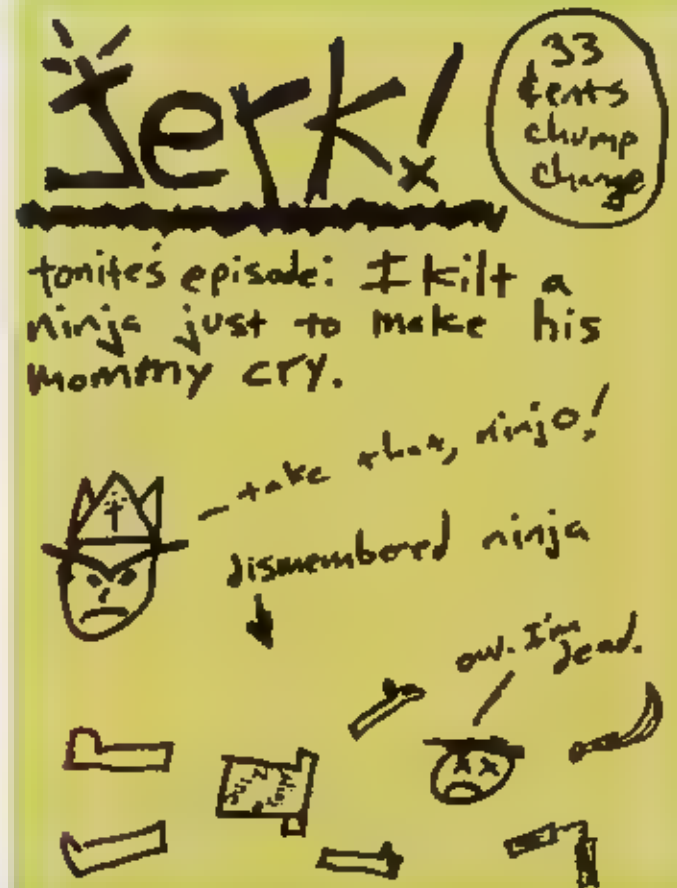 Jerk!
33
cents
chump
change
tonite's episode: I kilt a
ninja just to make his
mommy cry.
take that, ninjo!
dismembered ninja
ow. I'm
dead.